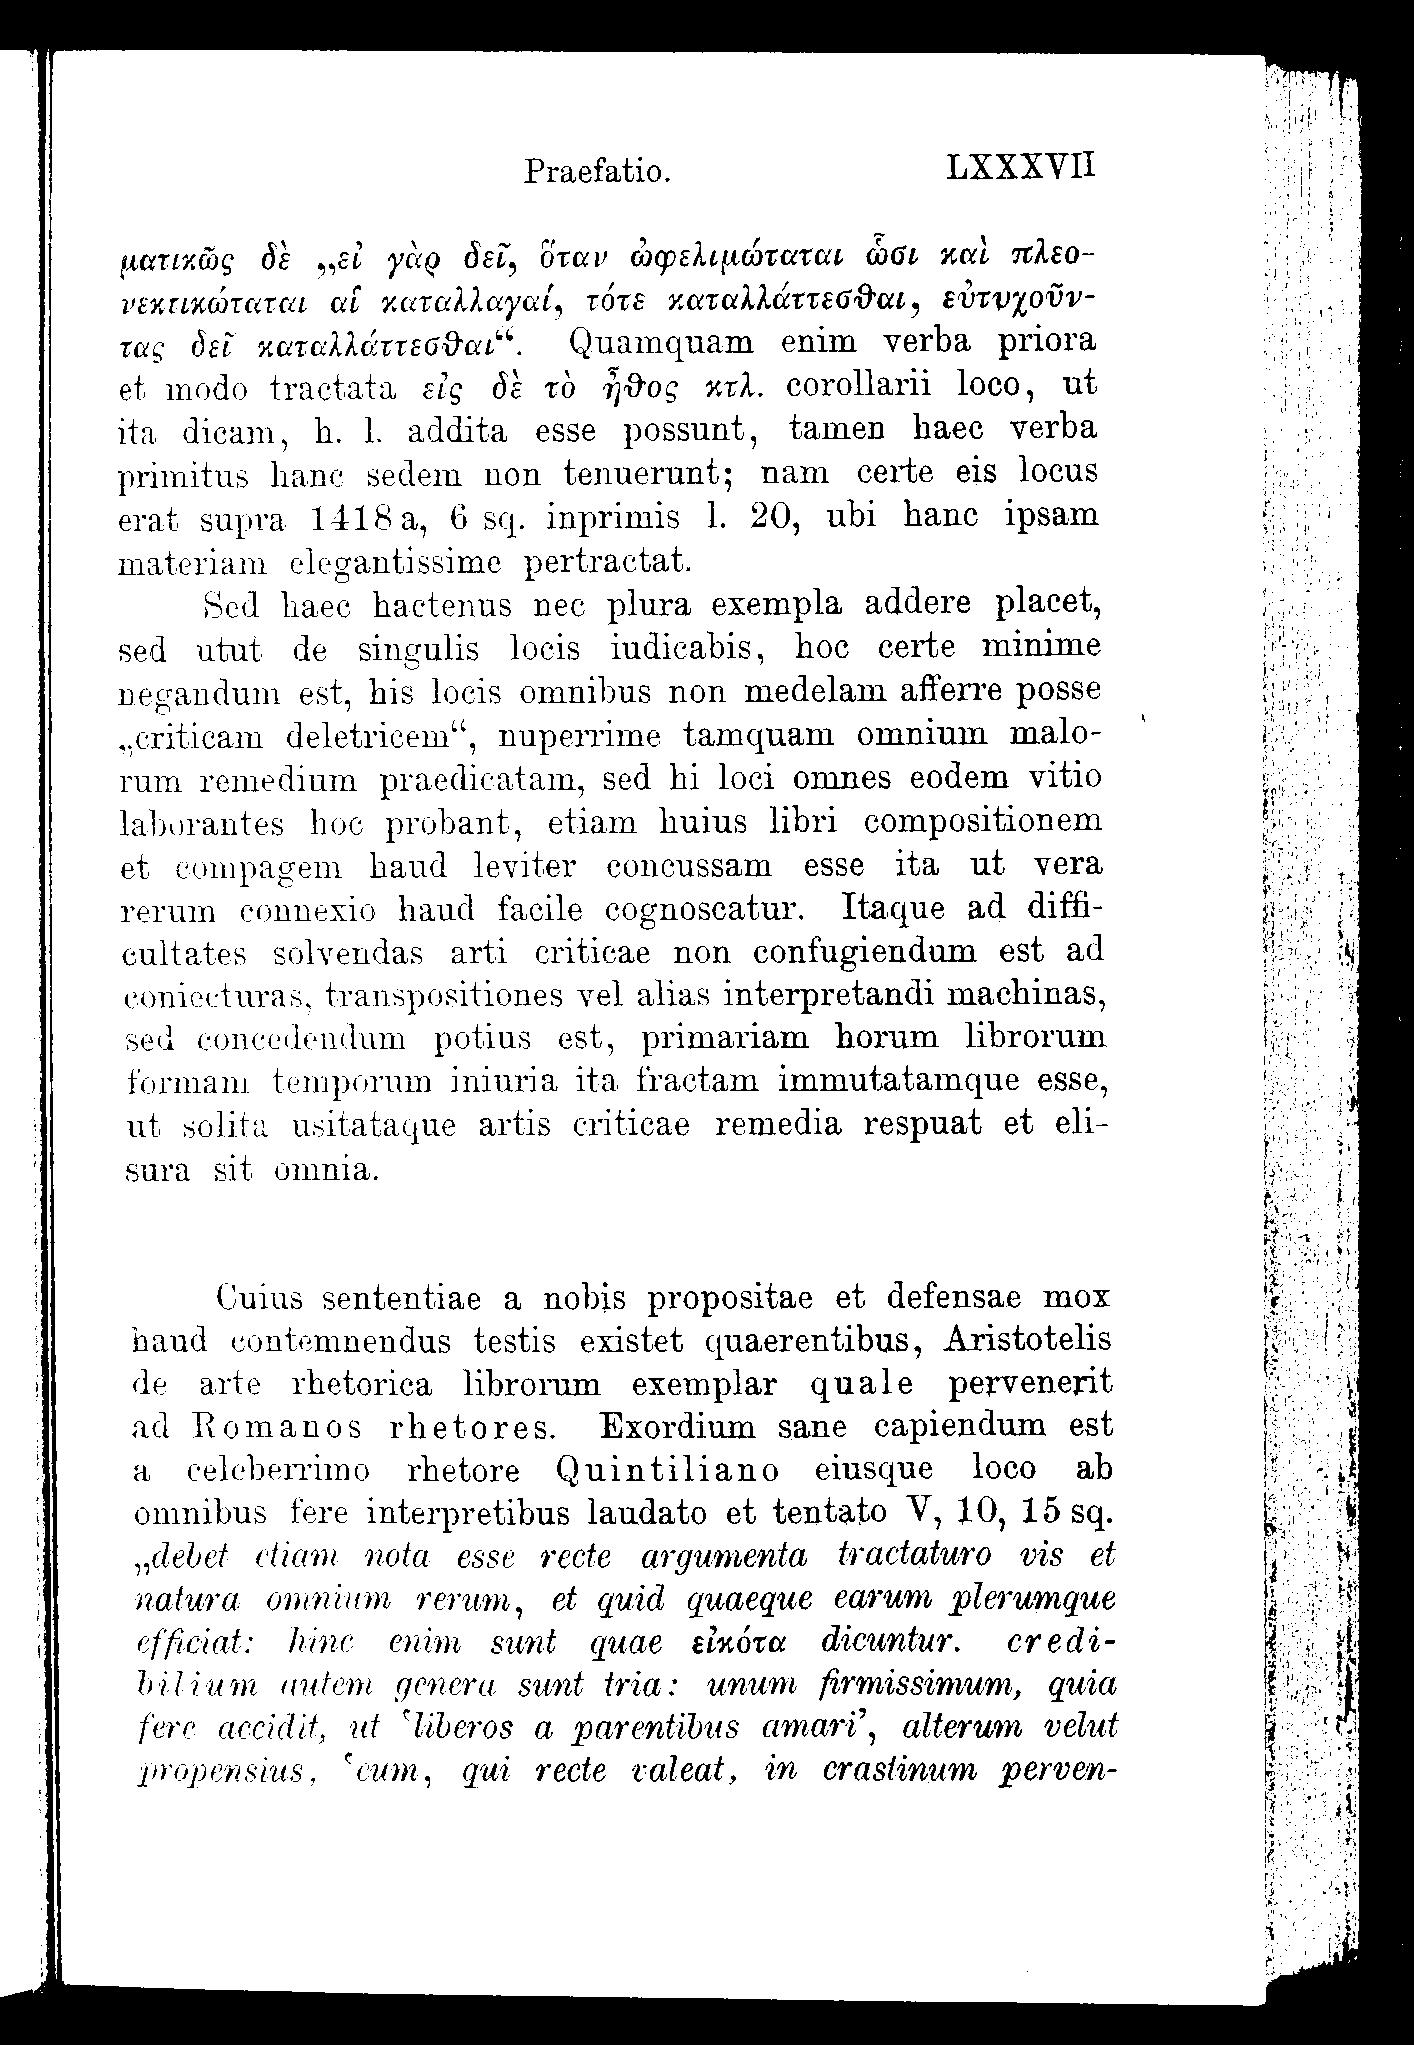 Praefatio. LXXXVII
ματικῶς δὲ „εἰ γὰρ δεῖ, ὅταν ὠφελιμώταται ὦσι καὶ πλεο-
νεκτικώταται αἱ καταλλαγαί, τότε καταλλάττεσθαι, εὐτυχοῦν-
τας δεῖ καταλλάττεσθαι“. Quamquam enim verba priora
et modo tractata εἰς δὲ τὸ ἦθος κτλ. corollarii loco, ut
ita dicam, h. l. addita esse possunt, tamen haec verba
primitus hanc sedem non tenuerunt; nam certe eis locus
erat supra 1418 a, 6 sq. inprimis l. 20, ubi hanc ipsam
materiam elegantissime pertractat.
Sed haec hactenus nec plura exempla addere placet,
sed utut de singulis locis iudicabis, hoc certe minime
negandum est, his locis omnibus non medelam afferre posse
„criticam deletricem“, nuperrime tamquam omnium malo-
rum remedium praedicatam, sed hi loci omnes eodem vitio
laborantes hoc probant, etiam huius libri compositionem
et compagem haud leviter concussam esse ita ut vera
rerum connexio haud facile cognoscatur. Itaque ad diffi-
cultates solvendas arti criticae non confugiendum est ad
coniecturas, transpositiones vel alias interpretandi machinas,
sed concedendum potius est, primariam horum librorum
formam temporum iniuria ita fractam immutatamque esse,
ut solita usitataque artis criticae remedia respuat et eli-
sura sit omnia.
Cuius sententiae a nobis propositae et defensae mox
haud contemnendus testis existet quaerentibus, Aristotelis
de arte rhetorica librorum exemplar quale pervenerit
ad Romanos rhetores. Exordium sane capiendum est
a celeberrimo rhetore Quintiliano eiusque loco ab
omnibus fere interpretibus laudato et tentato V, 10, 15 sq.
„debet etiam nota esse recte argumenta tractaturo vis et
natura omnium rerum, et quid quaeque earum plerumque
efficiat: hinc enim sunt quae εἰκότα dicuntur. credi-
bilium autem genera sunt tria: unum firmissimum, quia
fere accidit, ut ‘liberos a parentibus amari’, alterum velut
propensius, ‘eum, qui recte valeat, in crastinum perven-